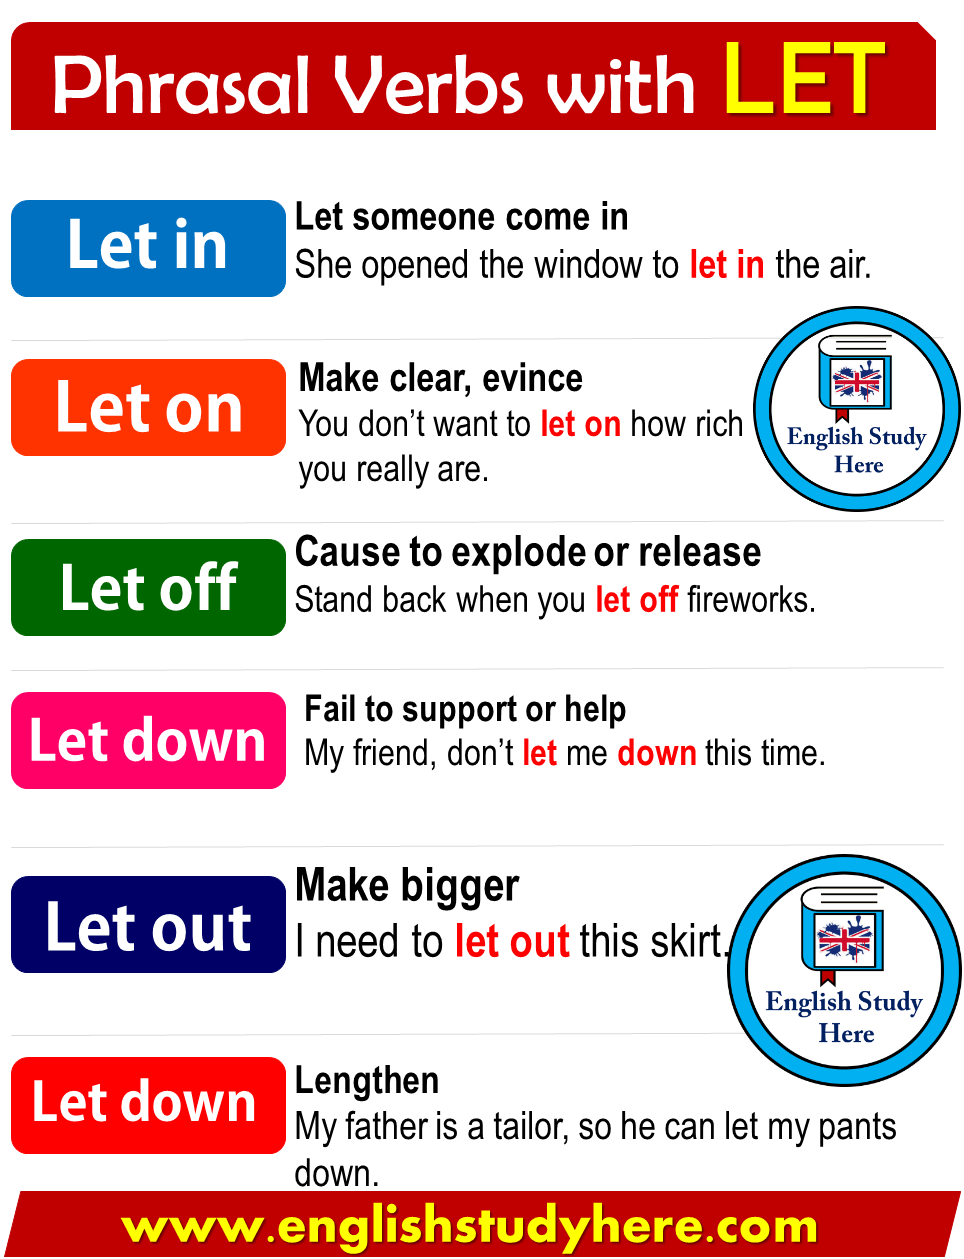 Phrasal Verbs with LET
Let in
Let someone come in
She opened the window to let in the air.
Let on
Make clear, evince
You don’t want to let on how rich
you really are.
English Study
Here
Let off
Cause to explode or release
Stand back when you let off fireworks.
Let down
Fail to support or help
My friend, don’t let me down this time.
Let out
Make bigger
I need to let out this skirt.
English Study
Here
Let down
Lengthen
My father is a tailor, so he can let my pants
down.
www.englishstudyhere.com